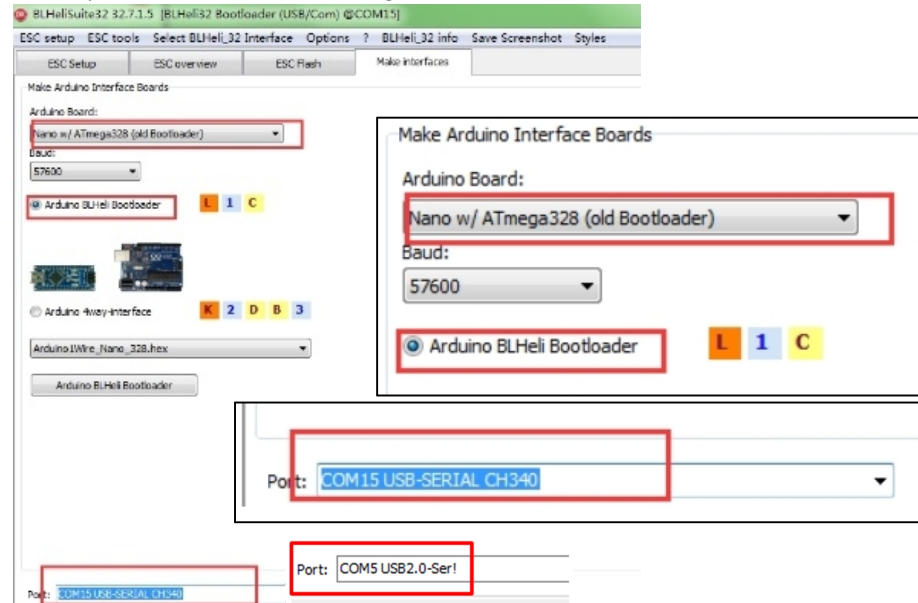 BLHeliSuite32 32.7.1.5 [BLHeli32 Bootloader (USB/Com) @COM15]
ESC setup ESC tools Select BLHeli_32 Interface Options ? BLHeli_32 info Save Screenshot Styles
ESC Setup ESC overview ESC Flash Make interfaces
Make Arduino Interface Boards
Arduino Board:
Nano w/ ATmega328 (old Bootloader)
Baud:
57600
Arduino BLHeli Bootloader L 1 C
Arduino 4way-interface K 2 D B 3
Arduino1Wire_Nano_328.hex
Arduino BLHeli Bootloader
Port: COM15 USB-SERIAL CH340
Make Arduino Interface Boards
Arduino Board:
Nano w/ ATmega328 (old Bootloader)
Baud:
57600
Arduino BLHeli Bootloader L 1 C
Port: COM15 USB-SERIAL CH340
Port: COM5 USB2.0-Ser!